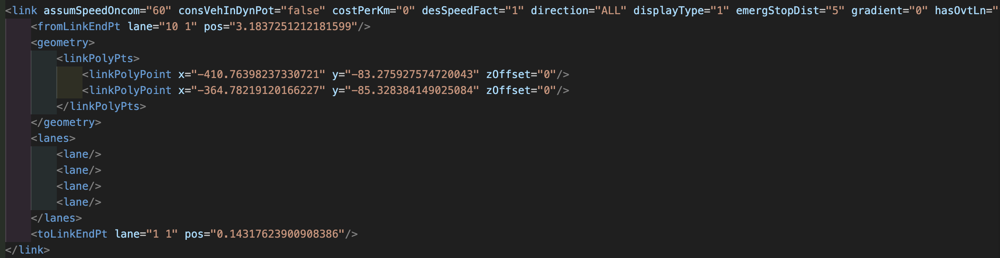 <link assumSpeedOncom="60" consVehInDynPot="false" costPerKm="0" desSpeedFact="1" direction="ALL" displayType="1" emergStopDist="5" gradient="0" hasOvtLn="
<fromLinkEndPt lane="10 1" pos="3.1837251212181599"/>
<geometry>
<linkPolyPts>
<linkPolyPoint x="-410.76398237330721" y="-83.275927574720043" zOffset="0"/>
<linkPolyPoint x="-364.78219120166227" y="-85.328384149025084" zOffset="0"/>
</linkPolyPts>
</geometry>
<lanes>
<lane/>
<lane/>
<lane/>
<lane/>
</lanes>
<toLinkEndPt lane="1 1" pos="0.14317623900908386"/>
</link>